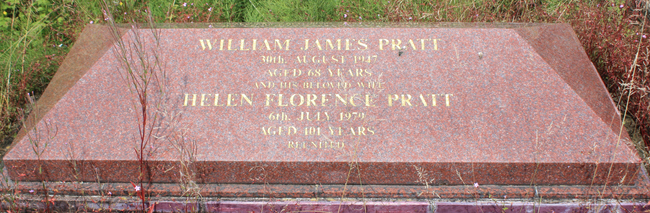 WILLIAM JAMES PRATT
30th. AUGUST 1947
AGED 68 YEARS
AND HIS BELOVED WIFE
HELEN FLORENCE PRATT
6th. JULY 1979
AGED 101 YEARS
REUNITED